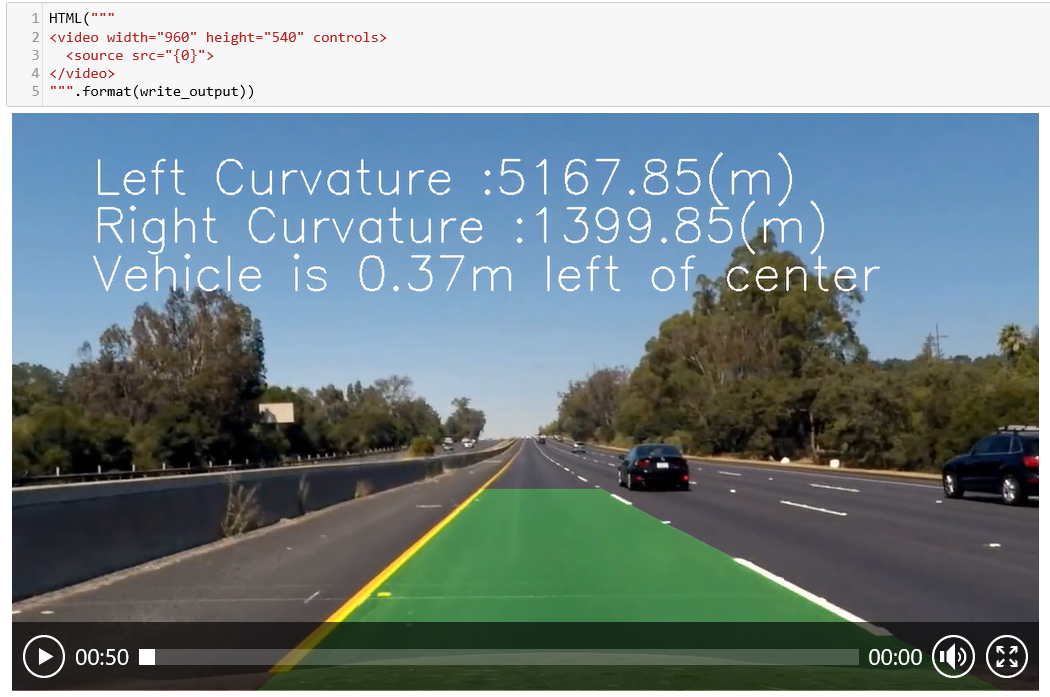 1 HTML("""
2 <video width="960" height="540" controls>
3   <source src="{0}">
4 </video>
5 """.format(write_output))
Left Curvature :5167.85(m)
Right Curvature :1399.85(m)
Vehicle is 0.37m left of center
00:50 00:00